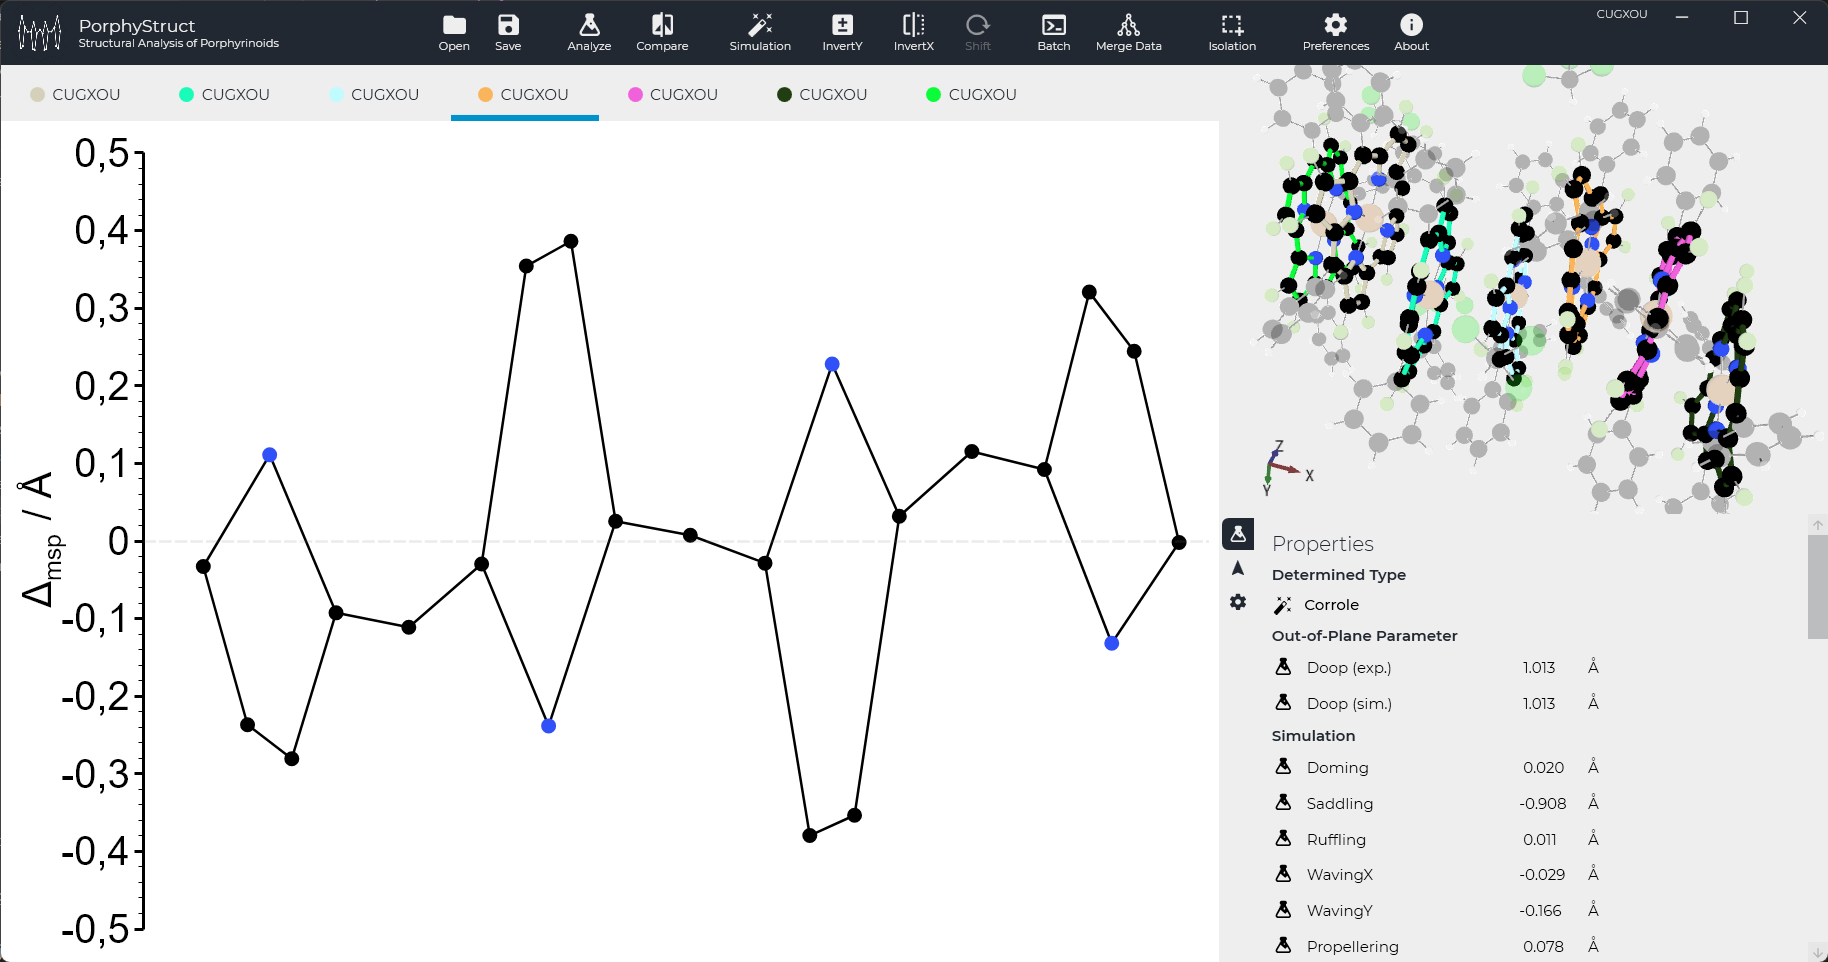 PorphyStruct
Structural Analysis of Porphyrinoids
Open Save Analyze Compare Simulation InvertY InvertX Shift Batch Merge Data Isolation Preferences About
CUGXOU
CUGXOU CUGXOU CUGXOU CUGXOU CUGXOU CUGXOU CUGXOU
0,5
0,4
0,3
0,2
0,1
0
-0,1
-0,2
-0,3
-0,4
-0,5
Δmsp / Å
Z
X
Y
Properties
Determined Type
Corrole
Out-of-Plane Parameter
Doop (exp.) 1.013 Å
Doop (sim.) 1.013 Å
Simulation
Doming 0.020 Å
Saddling -0.908 Å
Ruffling 0.011 Å
WavingX -0.029 Å
WavingY -0.166 Å
Propellering 0.078 Å